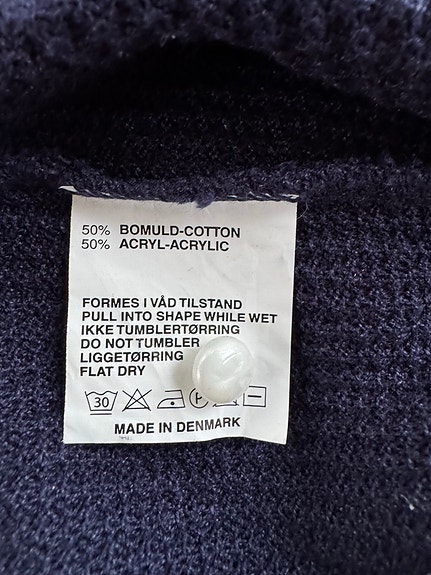 50% BOMULD-COTTON
50% ACRYL-ACRYLIC
FORMES I VÅD TILSTAND
PULL INTO SHAPE WHILE WET
IKKE TUMBLERTØRRING
DO NOT TUMBLER
LIGGETØRRING
FLAT DRY
30 P
MADE IN DENMARK